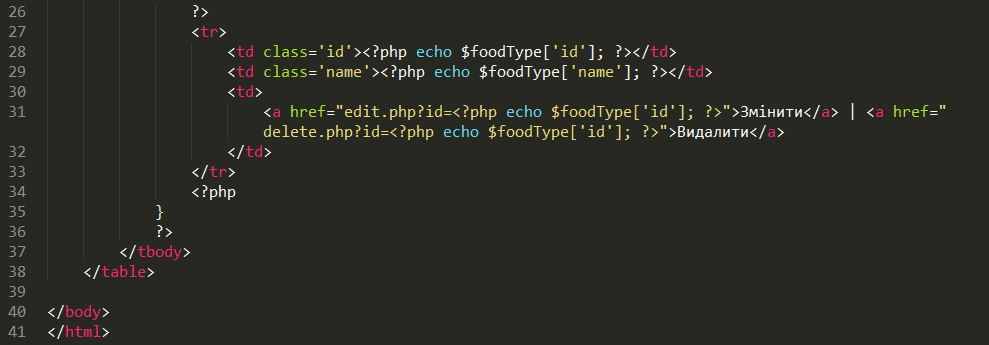 26 ?>
27 <tr>
28 <td class='id'><?php echo $foodType['id']; ?></td>
29 <td class='name'><?php echo $foodType['name']; ?></td>
30 <td>
31 <a href="edit.php?id=<?php echo $foodType['id']; ?>">Змінити</a> | <a href="
delete.php?id=<?php echo $foodType['id']; ?>">Видалити</a>
32 </td>
33 </tr>
34 <?php
35 }
36 ?>
37 </tbody>
38 </table>
39
40 </body>
41 </html>